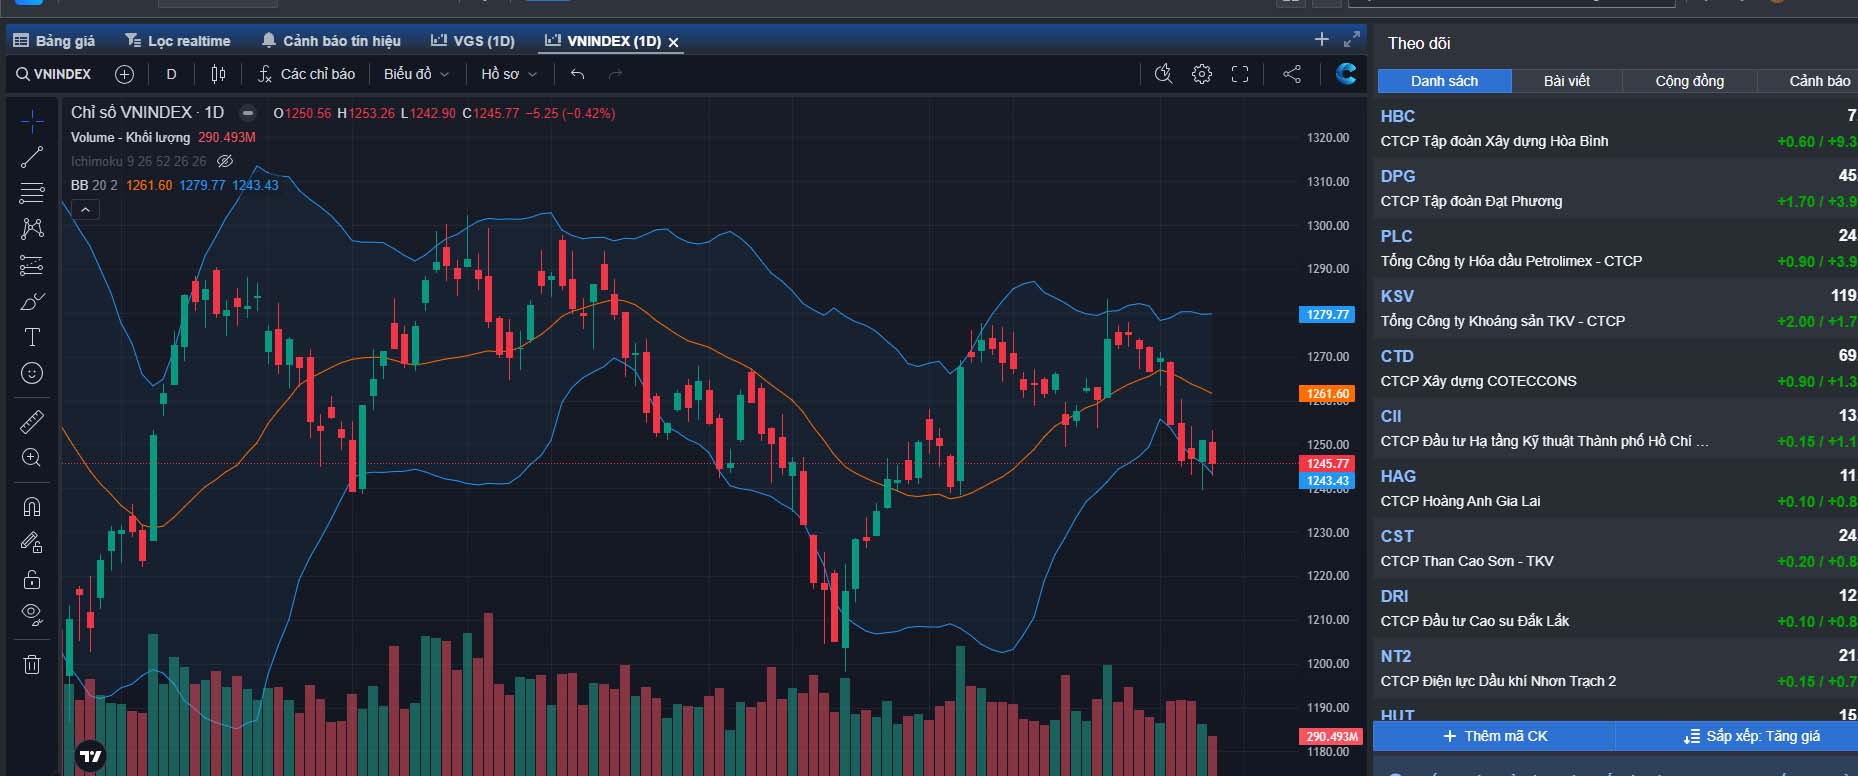 Bảng giá
Lọc realtime
Cảnh báo tín hiệu
VGS (1D)
VNINDEX (1D)
VNINDEX
D
Các chỉ báo
Biểu đồ
Hồ sơ
Chỉ số VNINDEX · 1D
O1250.56 H1253.26 L1242.90 C1245.77 −5.25 (−0.42%)
Volume - Khối lượng 290.493M
Ichimoku 9 26 52 26 26
BB 20 2 1261.60 1279.77 1243.43
1320.00
1310.00
1300.00
1290.00
1279.77
1270.00
1261.60
1260.00
1250.00
1245.77
1243.43
1240.00
1230.00
1220.00
1210.00
1200.00
1190.00
290.493M
1180.00
Theo dõi
Danh sách
Bài viết
Cộng đồng
Cảnh báo
HBC 7.
CTCP Tập đoàn Xây dựng Hòa Bình +0.60 / +9.3
DPG 45.
CTCP Tập đoàn Đạt Phương +1.70 / +3.9
PLC 24.
Tổng Công ty Hóa dầu Petrolimex - CTCP +0.90 / +3.9
KSV 119.
Tổng Công ty Khoáng sản TKV - CTCP +2.00 / +1.7
CTD 69.
CTCP Xây dựng COTECCONS +0.90 / +1.3
CII 13.
CTCP Đầu tư Hạ tầng Kỹ thuật Thành phố Hồ Chí ... +0.15 / +1.1
HAG 11.
CTCP Hoàng Anh Gia Lai +0.10 / +0.8
CST 24.
CTCP Than Cao Sơn - TKV +0.20 / +0.8
DRI 12.
CTCP Đầu tư Cao su Đắk Lắk +0.10 / +0.8
NT2 21.
CTCP Điện lực Dầu khí Nhơn Trạch 2 +0.15 / +0.7
HUT 15.
Thêm mã CK
Sắp xếp: Tăng giá